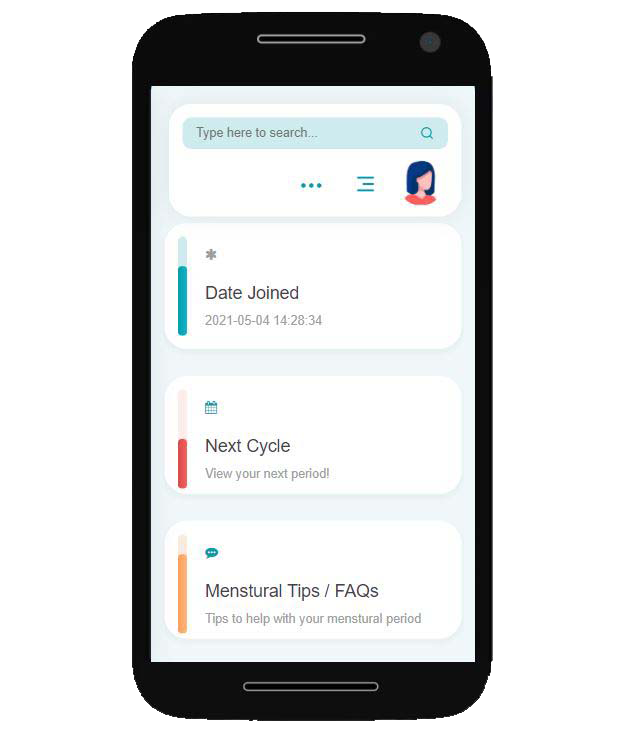 Type here to search...
Date Joined
2021-05-04 14:28:34
Next Cycle
View your next period!
Menstural Tips / FAQs
Tips to help with your menstural period